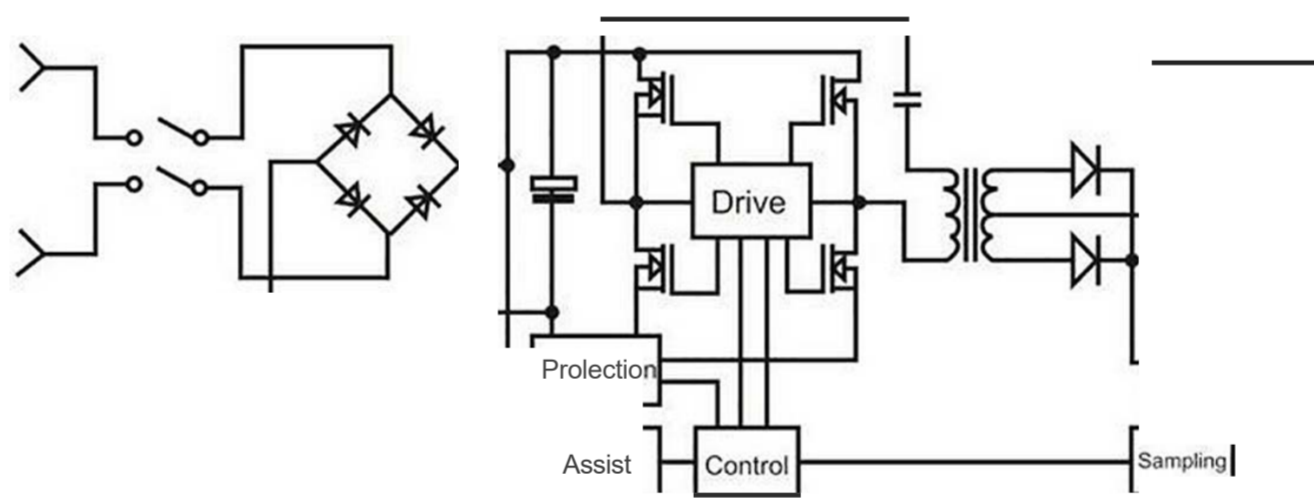 Drive
Prolection
Assist
Control
Sampling